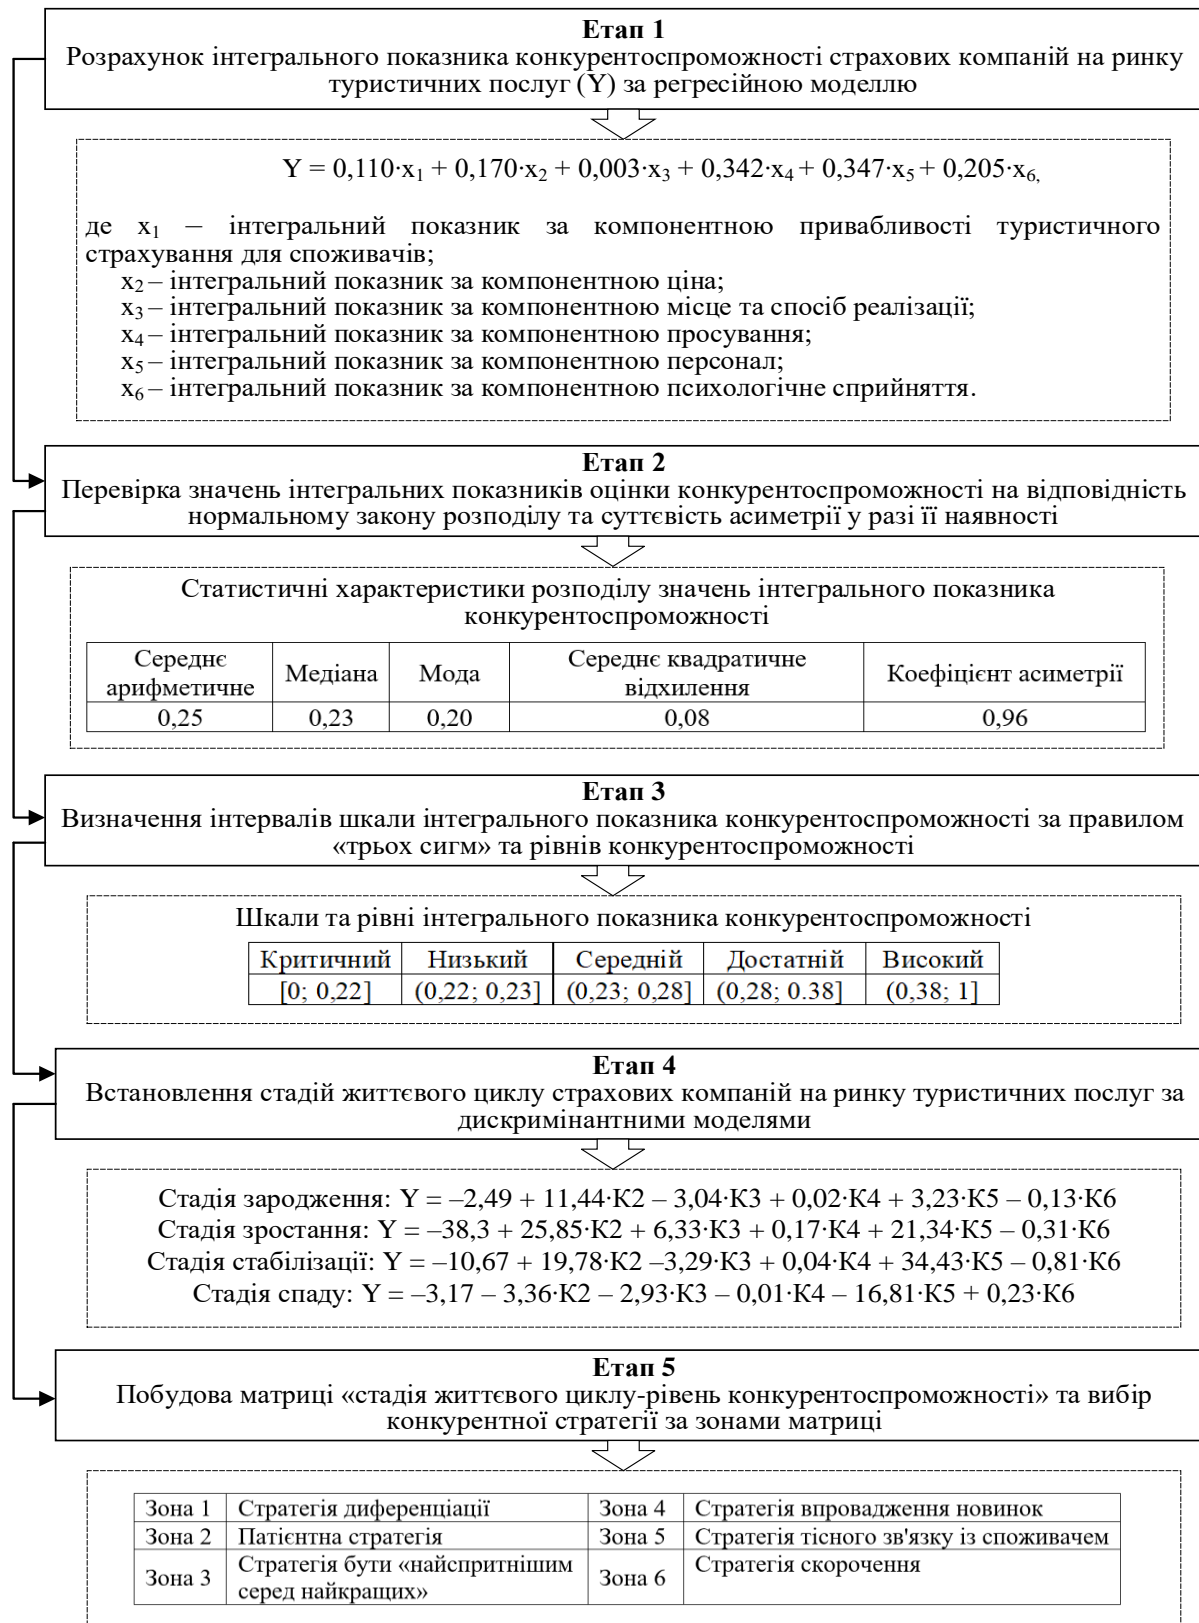 Етап 1
Розрахунок інтегрального показника конкурентоспроможності страхових компаній на ринку
туристичних послуг (Y) за регресійною моделлю
Y = 0,110·x₁ + 0,170·x₂ + 0,003·x₃ + 0,342·x₄ + 0,347·x₅ + 0,205·x₆,
де x₁ – інтегральний показник за компонентною привабливості туристичного
страхування для споживачів;
x₂ – інтегральний показник за компонентною ціна;
x₃ – інтегральний показник за компонентною місце та спосіб реалізації;
x₄ – інтегральний показник за компонентною просування;
x₅ – інтегральний показник за компонентною персонал;
x₆ – інтегральний показник за компонентною психологічне сприйняття.
Етап 2
Перевірка значень інтегральних показників оцінки конкурентоспроможності на відповідність
нормальному закону розподілу та суттєвість асиметрії у разі її наявності
Статистичні характеристики розподілу значень інтегрального показника
конкурентоспроможності
Середнє арифметичне Медіана Мода Середнє квадратичне відхилення Коефіцієнт асиметрії
0,25 0,23 0,20 0,08 0,96
Етап 3
Визначення інтервалів шкали інтегрального показника конкурентоспроможності за правилом
«трьох сигм» та рівнів конкурентоспроможності
Шкали та рівні інтегрального показника конкурентоспроможності
Критичний Низький Середній Достатній Високий
[0; 0,22] (0,22; 0,23] (0,23; 0,28] (0,28; 0.38] (0,38; 1]
Етап 4
Встановлення стадій життєвого циклу страхових компаній на ринку туристичних послуг за
дискримінантними моделями
Стадія зародження: Y = –2,49 + 11,44·К2 – 3,04·К3 + 0,02·К4 + 3,23·К5 – 0,13·К6
Стадія зростання: Y = –38,3 + 25,85·К2 + 6,33·К3 + 0,17·К4 + 21,34·К5 – 0,31·К6
Стадія стабілізації: Y = –10,67 + 19,78·К2 –3,29·К3 + 0,04·К4 + 34,43·К5 – 0,81·К6
Стадія спаду: Y = –3,17 – 3,36·К2 – 2,93·К3 – 0,01·К4 – 16,81·К5 + 0,23·К6
Етап 5
Побудова матриці «стадія життєвого циклу-рівень конкурентоспроможності» та вибір
конкурентної стратегії за зонами матриці
Зона 1 Стратегія диференціації Зона 4 Стратегія впровадження новинок
Зона 2 Патієнтна стратегія Зона 5 Стратегія тісного зв'язку із споживачем
Зона 3 Стратегія бути «найспритнішим серед найкращих» Зона 6 Стратегія скорочення